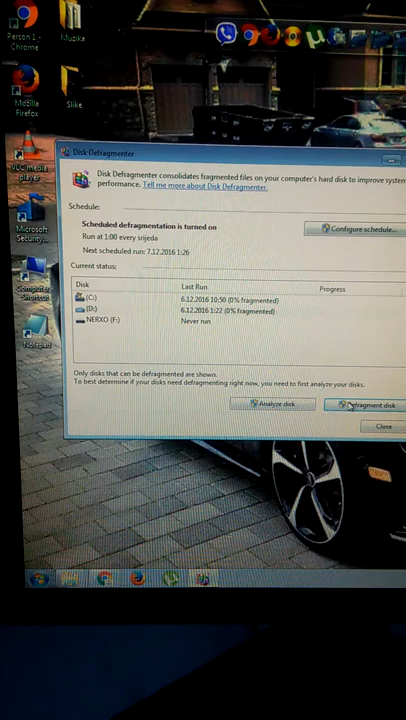 Person 1 -
Chrome
Muzika
Mozilla
Firefox
Slike
VLC media
player
Microsoft
Security...
Computer -
Shortcut
Notepad
Disk Defragmenter
Disk Defragmenter consolidates fragmented files on your computer's hard disk to improve system
performance. Tell me more about Disk Defragmenter.
Schedule:
Scheduled defragmentation is turned on
Run at 1:00 every srijeda
Next scheduled run: 7.12.2016 1:26
Configure schedule...
Current status:
Disk Last Run Progress
(C:) 6.12.2016 10:50 (0% fragmented)
(D:) 6.12.2016 1:22 (0% fragmented)
NERXO (F:) Never run
Only disks that can be defragmented are shown.
To best determine if your disks need defragmenting right now, you need to first analyze your disks.
Analyze disk
Defragment disk
Close